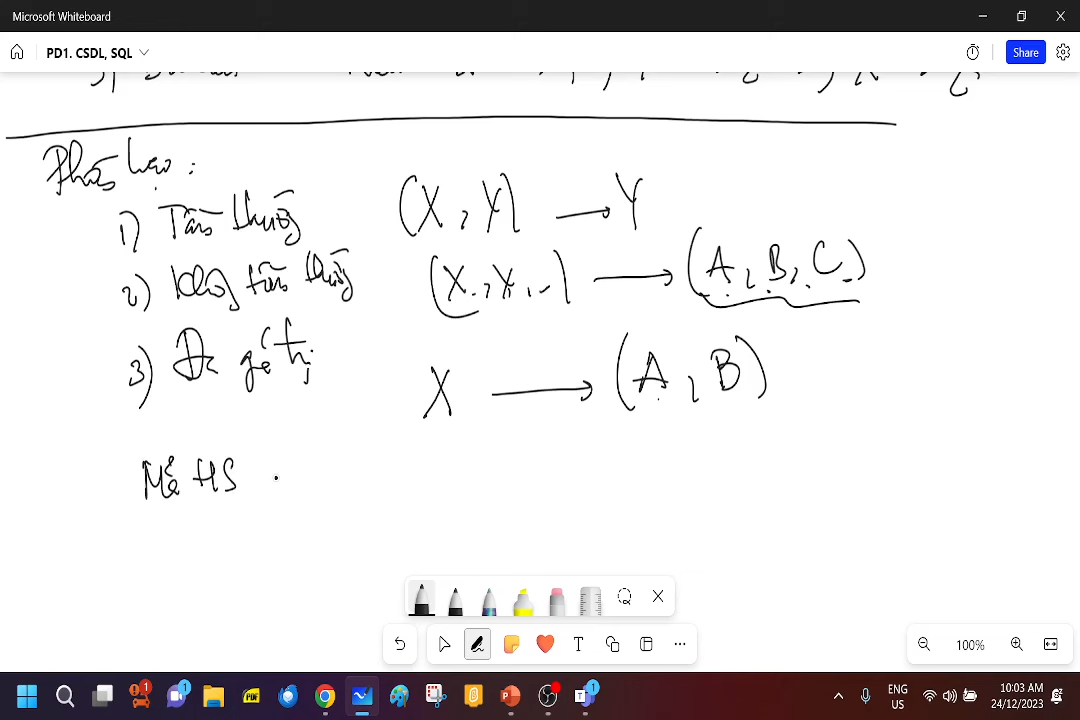 Microsoft Whiteboard
PD1. CSDL, SQL
Share
Phân loại:
1) Tầm thường (X, Y) → Y
2) Không tầm thường (X, X, ..) → (A, B, C)
3) Đa giá trị X → (A, B)
Mã HS
100%
ENG
US
10:03 AM
24/12/2023